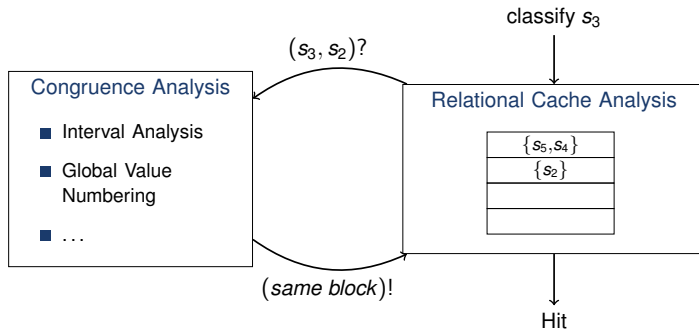 classify s₃
(s₃, s₂)?
Congruence Analysis
Interval Analysis
Global Value
Numbering
...
Relational Cache Analysis
{s₅,s₄}
{s₂}
(same block)!
Hit